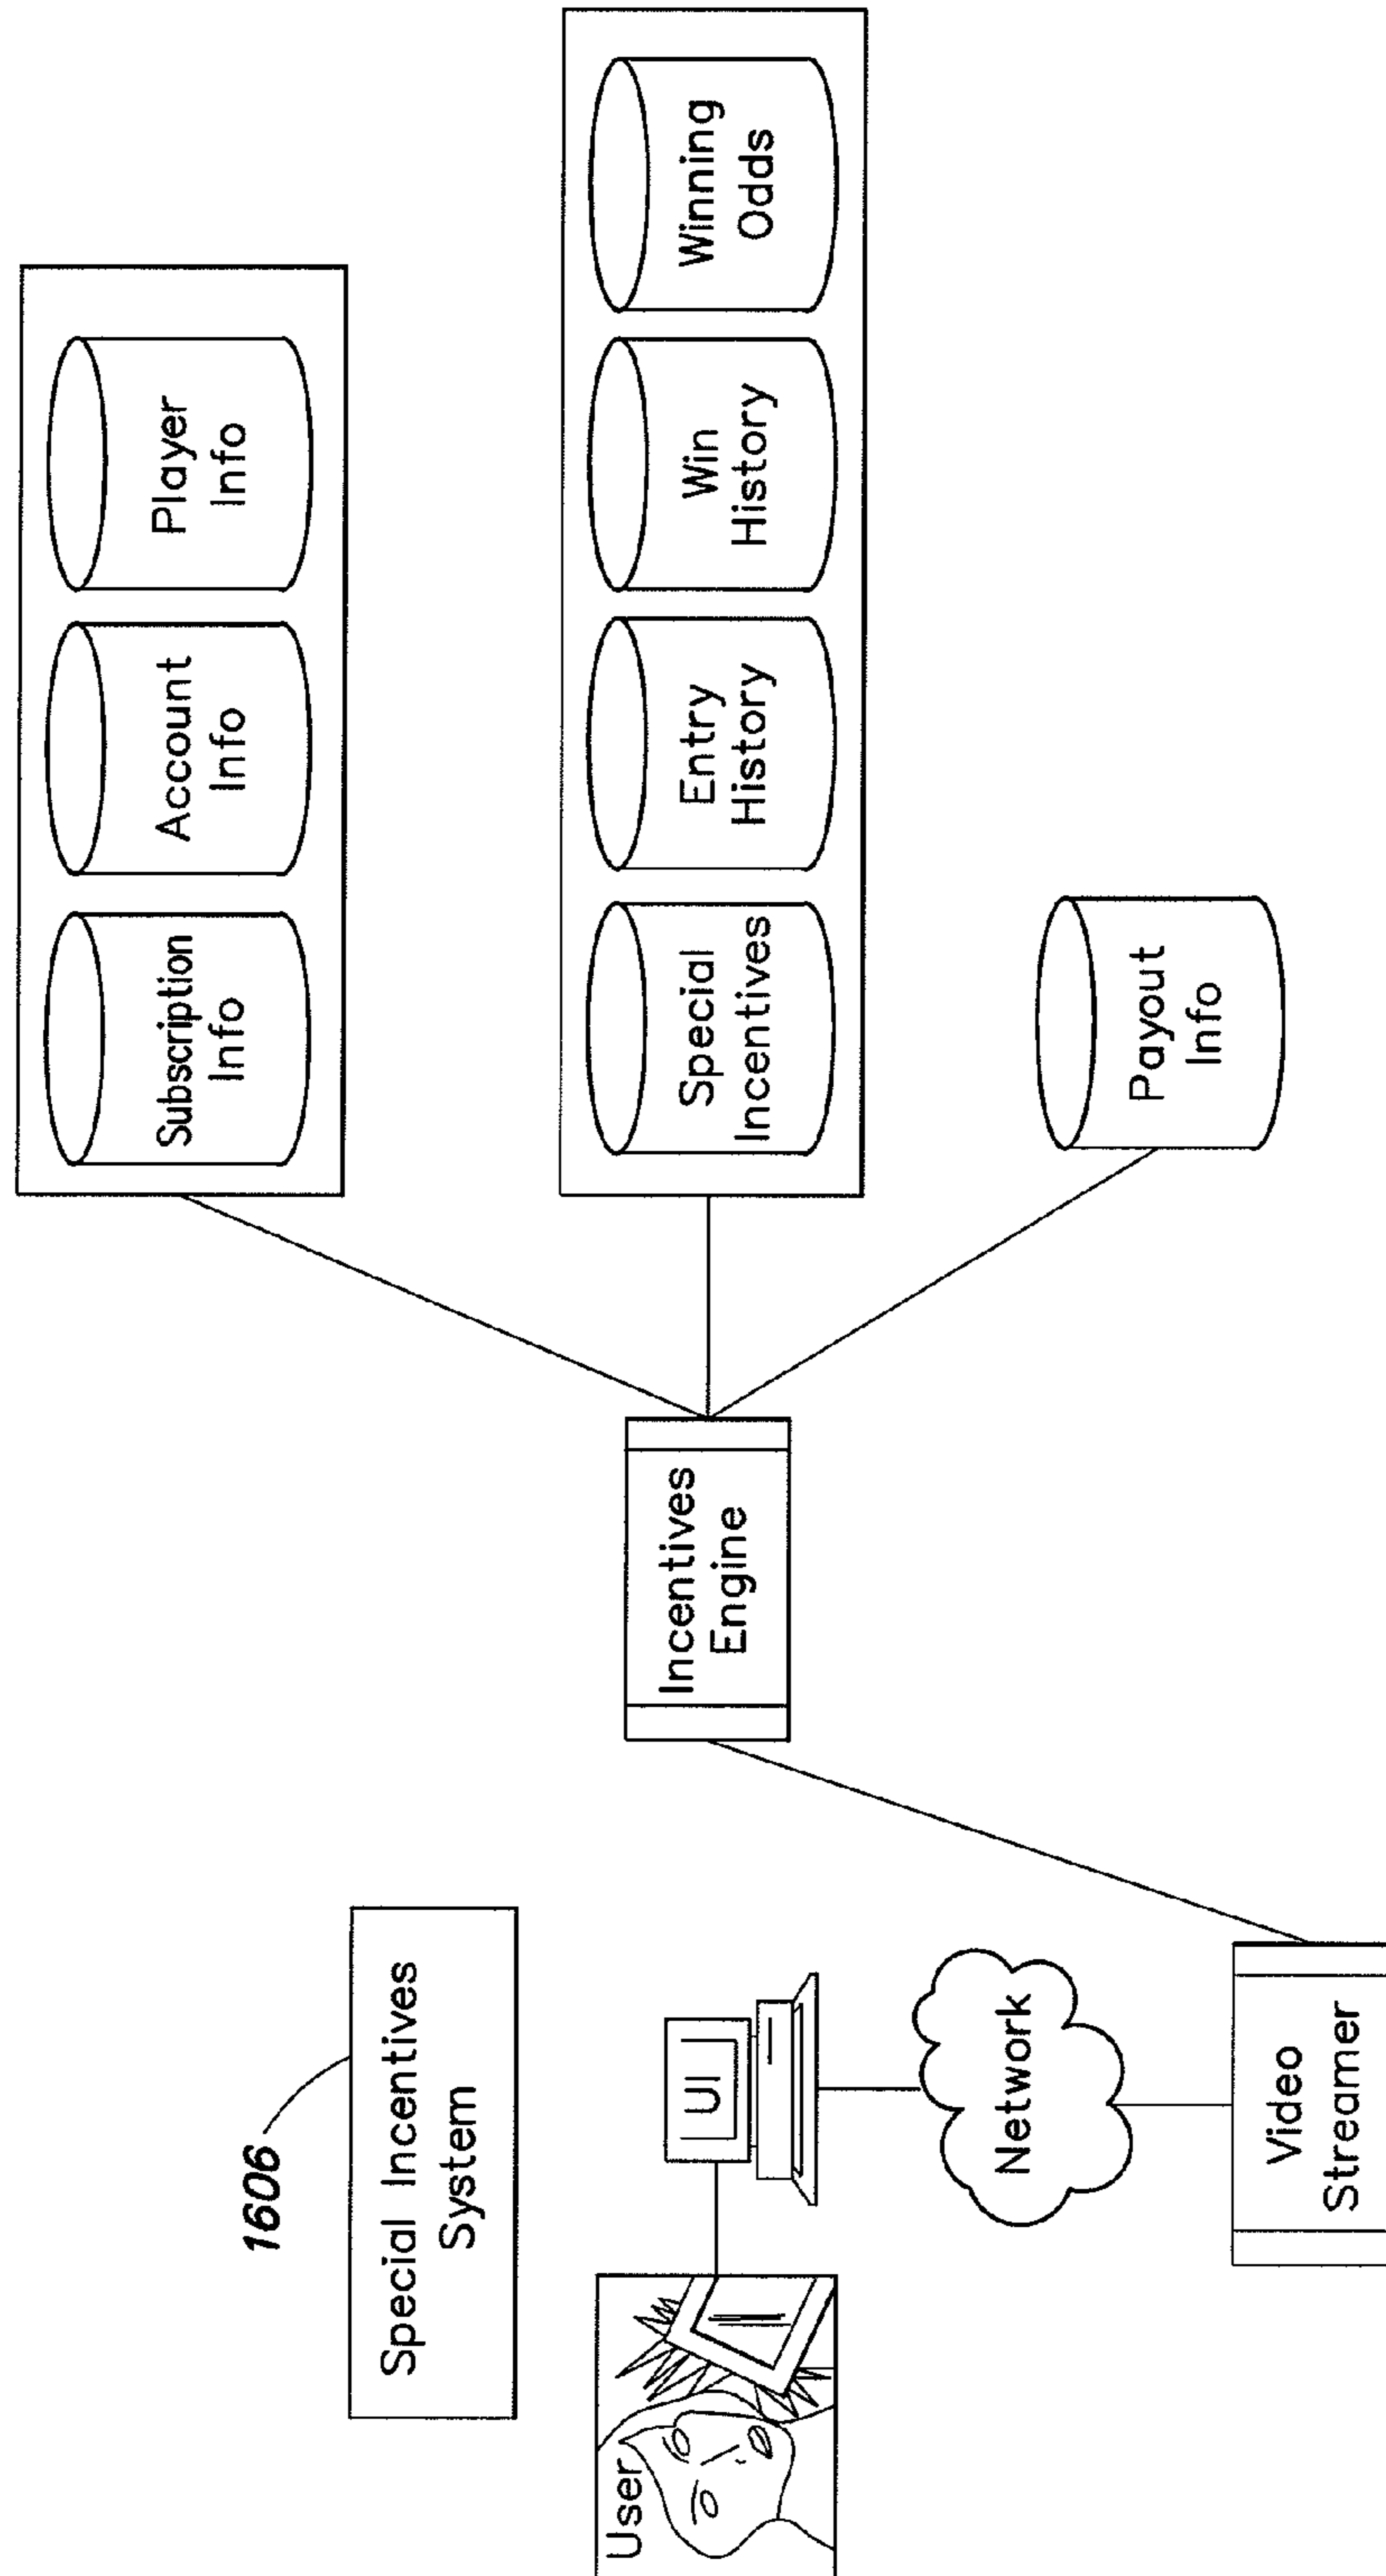 1606
Special Incentives
System
User
UI
Network
Video
Streamer
Incentives
Engine
Subscription
Info
Account
Info
Player
Info
Special
Incentives
Entry
History
Win
History
Winning
Odds
Payout
Info